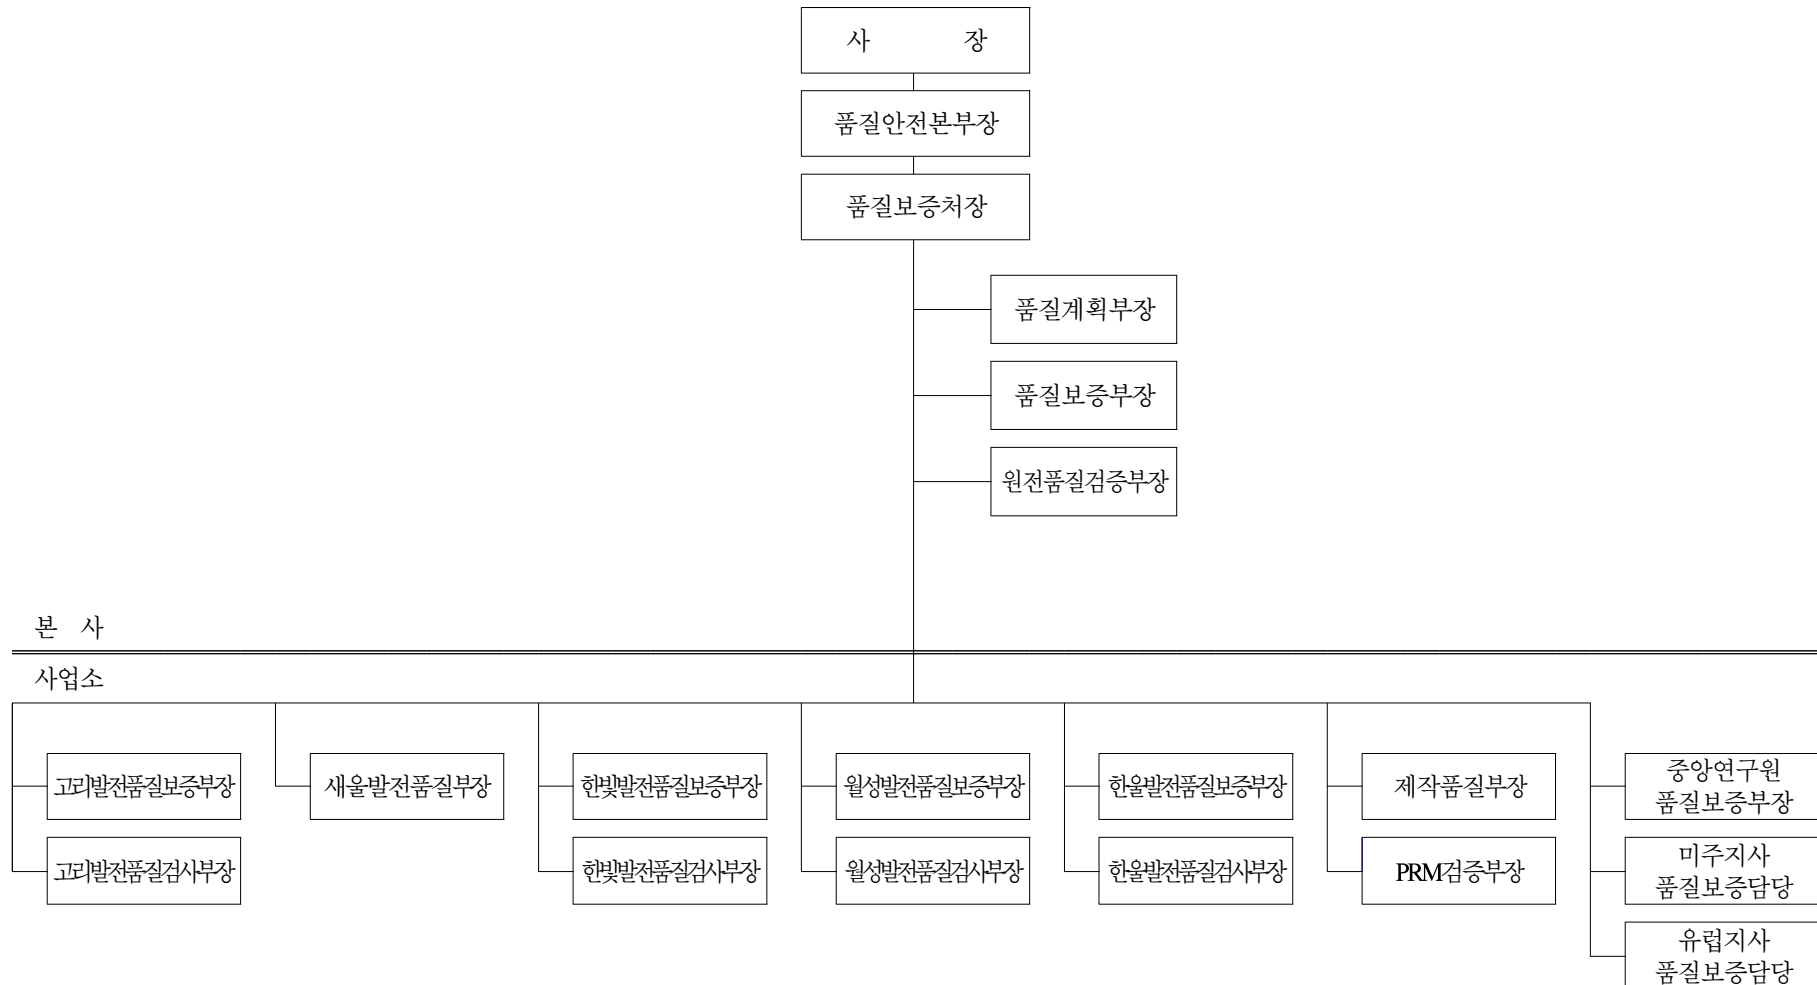 사 장
품질안전본부장
품질보증처장
품질계획부장
품질보증부장
원전품질검증부장
본 사
사업소
고리발전품질보증부장
새울발전품질부장
한빛발전품질보증부장
월성발전품질보증부장
한울발전품질보증부장
제작품질부장
중앙연구원
품질보증부장
고리발전품질검사부장
한빛발전품질검사부장
월성발전품질검사부장
한울발전품질검사부장
PRM검증부장
미주지사
품질보증담당
유럽지사
품질보증담당